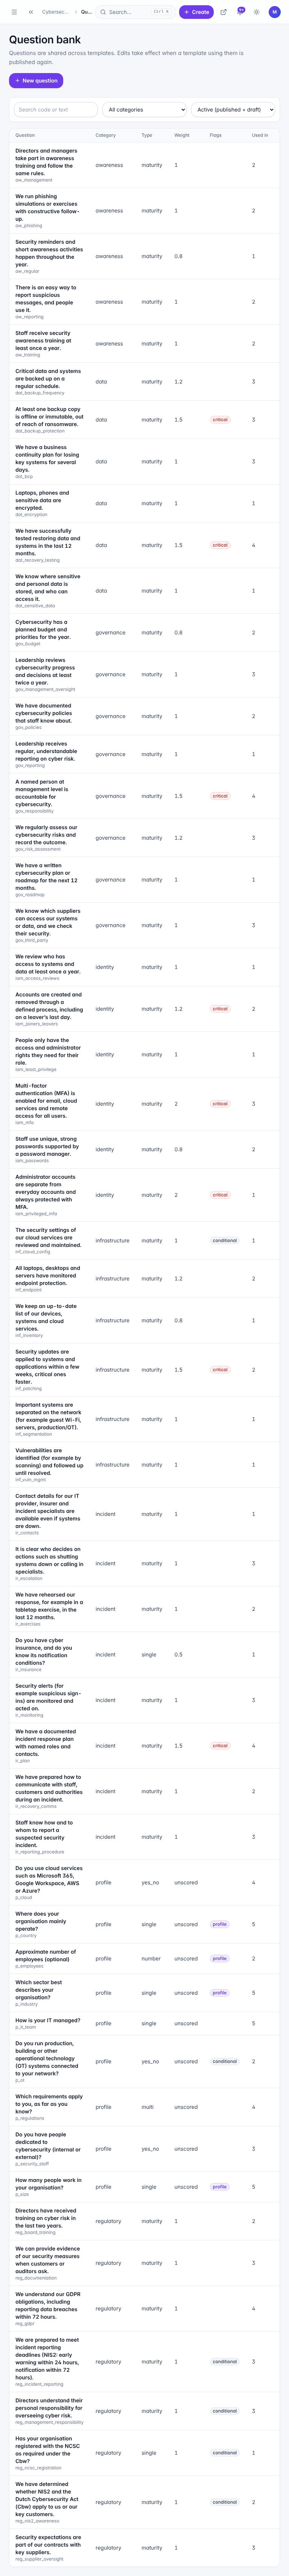 Cybersec... > Qu...
Search... Ctrl K
Create
9+
M
Question bank
Questions are shared across templates. Edits take effect when a template using them is
published again.
New question
Search code or text
All categories
Active (published + draft)
Question Category Type Weight Flags Used in
Directors and managers
take part in awareness
training and follow the
same rules.
aw_management
awareness maturity 1 2
We run phishing
simulations or exercises
with constructive follow-
up.
aw_phishing
awareness maturity 1 2
Security reminders and
short awareness activities
happen throughout the
year.
aw_regular
awareness maturity 0.8 1
There is an easy way to
report suspicious
messages, and people
use it.
aw_reporting
awareness maturity 1 2
Staff receive security
awareness training at
least once a year.
aw_training
awareness maturity 1 2
Critical data and systems
are backed up on a
regular schedule.
dat_backup_frequency
data maturity 1.2 3
At least one backup copy
is offline or immutable, out
of reach of ransomware.
dat_backup_protection
data maturity 1.5 critical 3
We have a business
continuity plan for losing
key systems for several
days.
dat_bcp
data maturity 1 3
Laptops, phones and
sensitive data are
encrypted.
dat_encryption
data maturity 1 1
We have successfully
tested restoring data and
systems in the last 12
months.
dat_recovery_testing
data maturity 1.5 critical 4
We know where sensitive
and personal data is
stored, and who can
access it.
dat_sensitive_data
data maturity 1 1
Cybersecurity has a
planned budget and
priorities for the year.
gov_budget
governance maturity 0.8 2
Leadership reviews
cybersecurity progress
and decisions at least
twice a year.
gov_management_oversight
governance maturity 1 3
We have documented
cybersecurity policies
that staff know about.
gov_policies
governance maturity 1 2
Leadership receives
regular, understandable
reporting on cyber risk.
gov_reporting
governance maturity 1 1
A named person at
management level is
accountable for
cybersecurity.
gov_responsibility
governance maturity 1.5 critical 4
We regularly assess our
cybersecurity risks and
record the outcome.
gov_risk_assessment
governance maturity 1.2 3
We have a written
cybersecurity plan or
roadmap for the next 12
months.
gov_roadmap
governance maturity 1 1
We know which suppliers
can access our systems
or data, and we check
their security.
gov_third_party
governance maturity 1 3
We review who has
access to systems and
data at least once a year.
iam_access_reviews
identity maturity 1 1
Accounts are created and
removed through a
defined process, including
on a leaver's last day.
iam_joiners_leavers
identity maturity 1.2 critical 2
People only have the
access and administrator
rights they need for their
role.
iam_least_privilege
identity maturity 1 1
Multi-factor
authentication (MFA) is
enabled for email, cloud
services and remote
access for all users.
iam_mfa
identity maturity 2 critical 3
Staff use unique, strong
passwords supported by
a password manager.
iam_passwords
identity maturity 0.8 2
Administrator accounts
are separate from
everyday accounts and
always protected with
MFA.
iam_privileged_mfa
identity maturity 2 critical 1
The security settings of
our cloud services are
reviewed and maintained.
inf_cloud_config
infrastructure maturity 1 conditional 1
All laptops, desktops and
servers have monitored
endpoint protection.
inf_endpoint
infrastructure maturity 1.2 2
We keep an up-to-date
list of our devices,
systems and cloud
services.
inf_inventory
infrastructure maturity 0.8 1
Security updates are
applied to systems and
applications within a few
weeks, critical ones
faster.
inf_patching
infrastructure maturity 1.5 critical 2
Important systems are
separated on the network
(for example guest Wi-Fi,
servers, production/OT).
inf_segmentation
infrastructure maturity 1 1
Vulnerabilities are
identified (for example by
scanning) and followed up
until resolved.
inf_vuln_mgmt
infrastructure maturity 1 1
Contact details for our IT
provider, insurer and
incident specialists are
available even if systems
are down.
ir_contacts
incident maturity 1 1
It is clear who decides on
actions such as shutting
systems down or calling in
specialists.
ir_escalation
incident maturity 1 3
We have rehearsed our
response, for example in a
tabletop exercise, in the
last 12 months.
ir_exercises
incident maturity 1 2
Do you have cyber
insurance, and do you
know its notification
conditions?
ir_insurance
incident single 0.5 1
Security alerts (for
example suspicious sign-
ins) are monitored and
acted on.
ir_monitoring
incident maturity 1 3
We have a documented
incident response plan
with named roles and
contacts.
ir_plan
incident maturity 1.5 critical 4
We have prepared how to
communicate with staff,
customers and authorities
during an incident.
ir_recovery_comms
incident maturity 1 2
Staff know how and to
whom to report a
suspected security
incident.
ir_reporting_procedure
incident maturity 1 3
Do you use cloud services
such as Microsoft 365,
Google Workspace, AWS
or Azure?
p_cloud
profile yes_no unscored 4
Where does your
organisation mainly
operate?
p_country
profile single unscored profile 5
Approximate number of
employees (optional)
p_employees
profile number unscored profile 2
Which sector best
describes your
organisation?
p_industry
profile single unscored profile 5
How is your IT managed?
p_it_team
profile single unscored 5
Do you run production,
building or other
operational technology
(OT) systems connected
to your network?
p_ot
profile yes_no unscored conditional 2
Which requirements apply
to you, as far as you
know?
p_regulations
profile multi unscored 4
Do you have people
dedicated to
cybersecurity (internal or
external)?
p_security_staff
profile yes_no unscored 3
How many people work in
your organisation?
p_size
profile single unscored profile 5
Directors have received
training on cyber risk in
the last two years.
reg_board_training
regulatory maturity 1 2
We can provide evidence
of our security measures
when customers or
auditors ask.
reg_documentation
regulatory maturity 1 3
We understand our GDPR
obligations, including
reporting data breaches
within 72 hours.
reg_gdpr
regulatory maturity 1 4
We are prepared to meet
incident reporting
deadlines (NIS2: early
warning within 24 hours,
notification within 72
hours).
reg_incident_reporting
regulatory maturity 1 conditional 3
Directors understand their
personal responsibility for
overseeing cyber risk.
reg_management_responsibility
regulatory maturity 1 conditional 3
Has your organisation
registered with the NCSC
as required under the
Cbw?
reg_ncsc_registration
regulatory single 1 conditional 1
We have determined
whether NIS2 and the
Dutch Cybersecurity Act
(Cbw) apply to us or our
key customers.
reg_nis2_awareness
regulatory maturity 1 conditional 2
Security expectations are
part of our contracts with
key suppliers.
reg_supplier_oversight
regulatory maturity 1 3